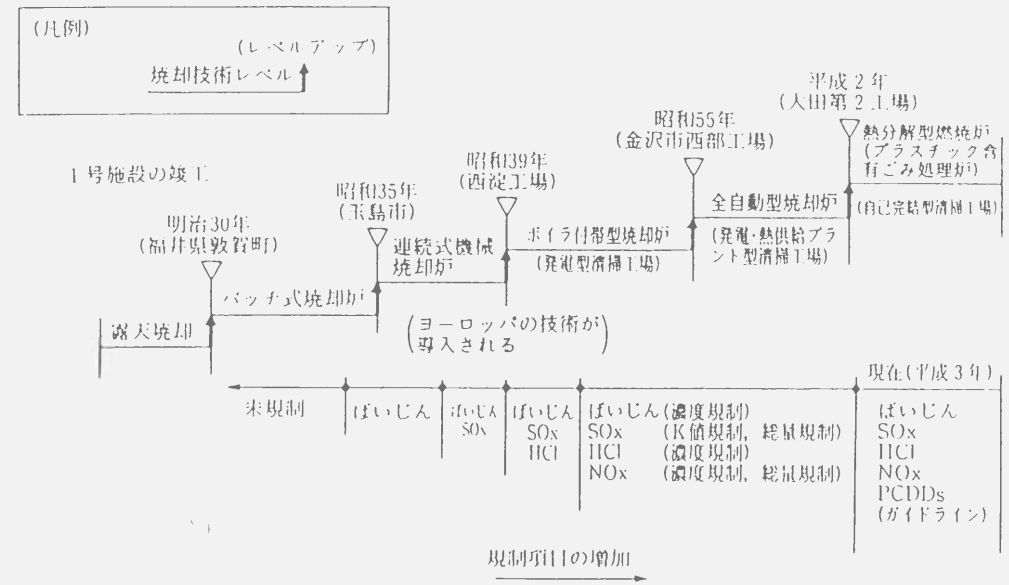 (凡例)
(レベルアップ)
焼却技術レベル
1号施設の竣工
明治30年
(福井県敦賀町)
昭和35年
(玉島市)
昭和39年
(西淀工場)
昭和55年
(金沢市西部工場)
平成2年
(大田第2工場)
露天焼却
バッチ式焼却炉
連続式機械
焼却炉
(ヨーロッパの技術が
導入される)
ボイラ付帯型焼却炉
(発電型清掃工場)
全自動型焼却炉
(発電・熱供給プラ
ント型清掃工場)
熱分解型燃焼炉
(プラスチック含
有ごみ処理炉)
(自己完結型清掃工場)
現在(平成3年)
未規制
ばいじん
ばいじん
SOx
ばいじん
SOx
HCl
ばいじん(濃度規制)
SOx (K値規制, 総量規制)
HCl (濃度規制)
NOx (濃度規制, 総量規制)
ばいじん
SOx
HCl
NOx
PCDDs
(ガイドライン)
規制項目の増加